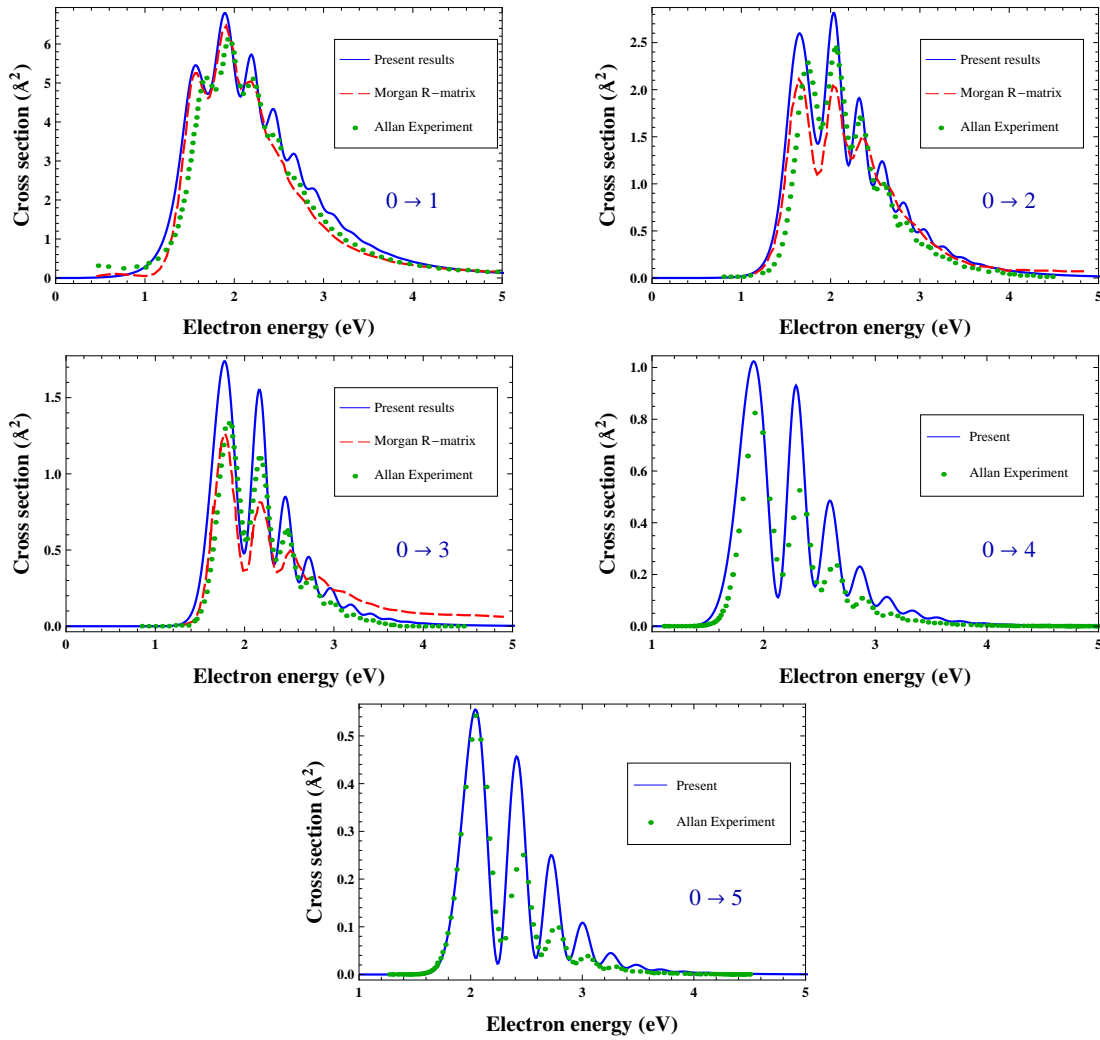 Cross section (Å²)
6
5
4
3
2
1
0
Present results
Morgan R−matrix
Allan Experiment
0 → 1
0 1 2 3 4 5
Electron energy (eV)
Cross section (Å²)
2.5
2.0
1.5
1.0
0.5
0.0
Present results
Morgan R−matrix
Allan Experiment
0 → 2
0 1 2 3 4 5
Electron energy (eV)
Cross section (Å²)
1.5
1.0
0.5
0.0
Present results
Morgan R−matrix
Allan Experiment
0 → 3
0 1 2 3 4 5
Electron energy (eV)
Cross section (Å²)
1.0
0.8
0.6
0.4
0.2
0.0
Present
Allan Experiment
0 → 4
1 2 3 4 5
Electron energy (eV)
Cross section (Å²)
0.5
0.4
0.3
0.2
0.1
0.0
Present
Allan Experiment
0 → 5
1 2 3 4 5
Electron energy (eV)